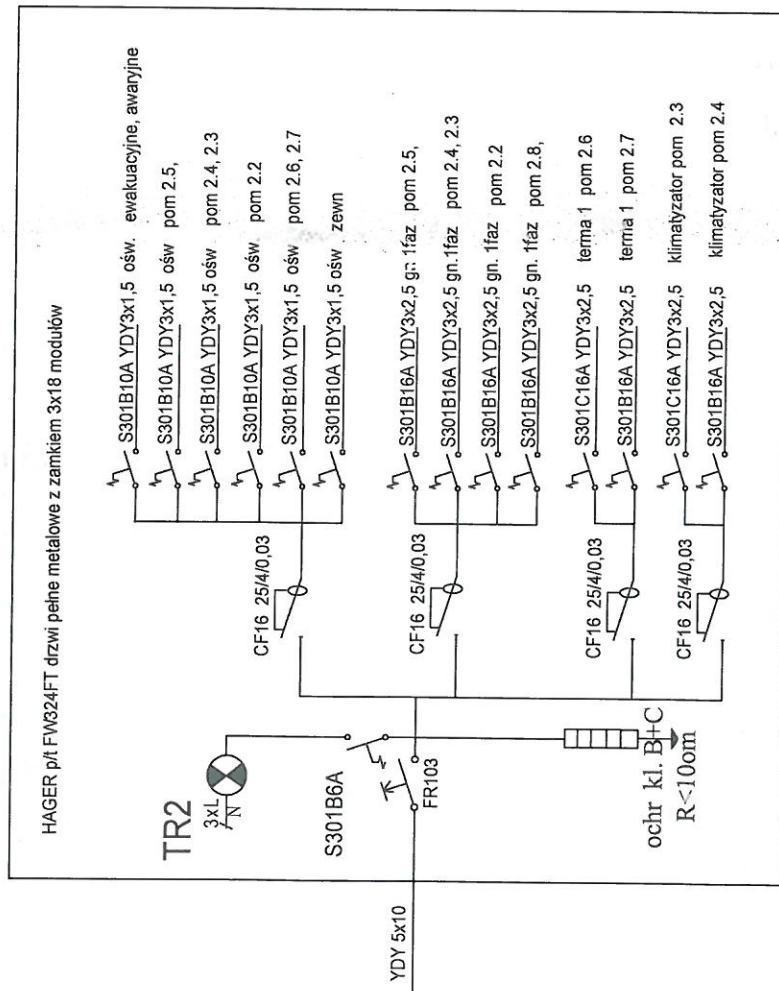 HAGER p/t FW324FT drzwi pełne metalowe z zamkiem 3x18 modułów
TR2
3xL
N
S301B6A
FR103
YDY 5x10
ochr kl. B+C
R<10om
CF16 25/4/0,03
S301B10A YDY3x1,5 ośw. ewakuacyjne, awaryjne
S301B10A YDY3x1,5 ośw pom 2.5,
S301B10A YDY3x1,5 ośw pom 2.4, 2.3
S301B10A YDY3x1,5 ośw. pom 2.2
S301B10A YDY3x1,5 ośw pom 2.6, 2.7
S301B10A YDY3x1,5 ośw zewn
CF16 25/4/0,03
S301B16A YDY3x2,5 gn. 1faz pom 2.5,
S301B16A YDY3x2,5 gn.1faz pom 2.4, 2.3
S301B16A YDY3x2,5 gn. 1faz pom 2.2
S301B16A YDY3x2,5 gn. 1faz pom 2.8,
CF16 25/4/0,03
S301C16A YDY3x2,5 terma 1 pom 2.6
S301B16A YDY3x2,5 terma 1 pom 2.7
CF16 25/4/0,03
S301C16A YDY3x2,5 klimatyzator pom 2.3
S301B16A YDY3x2,5 klimatyzator pom 2.4